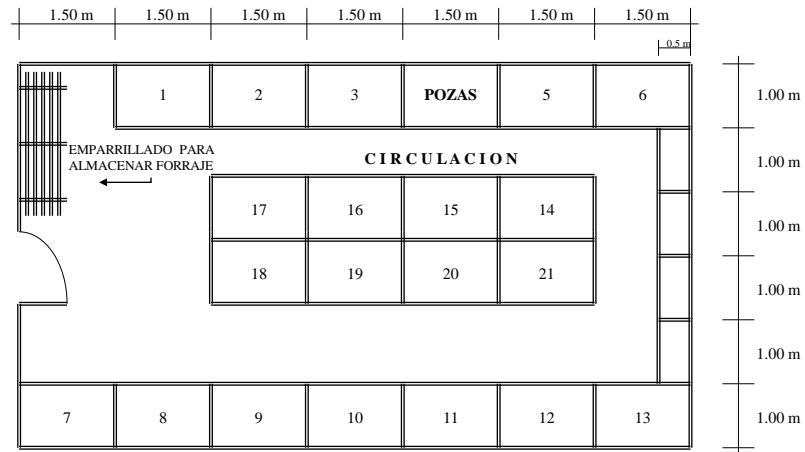 1.50 m 1.50 m 1.50 m 1.50 m 1.50 m 1.50 m 1.50 m
0.5 m
1 2 3 POZAS 5 6
1.00 m
EMPARRILLADO PARA
ALMACENAR FORRAJE
CIRCULACION
1.00 m
17 16 15 14
1.00 m
18 19 20 21
1.00 m
1.00 m
7 8 9 10 11 12 13
1.00 m